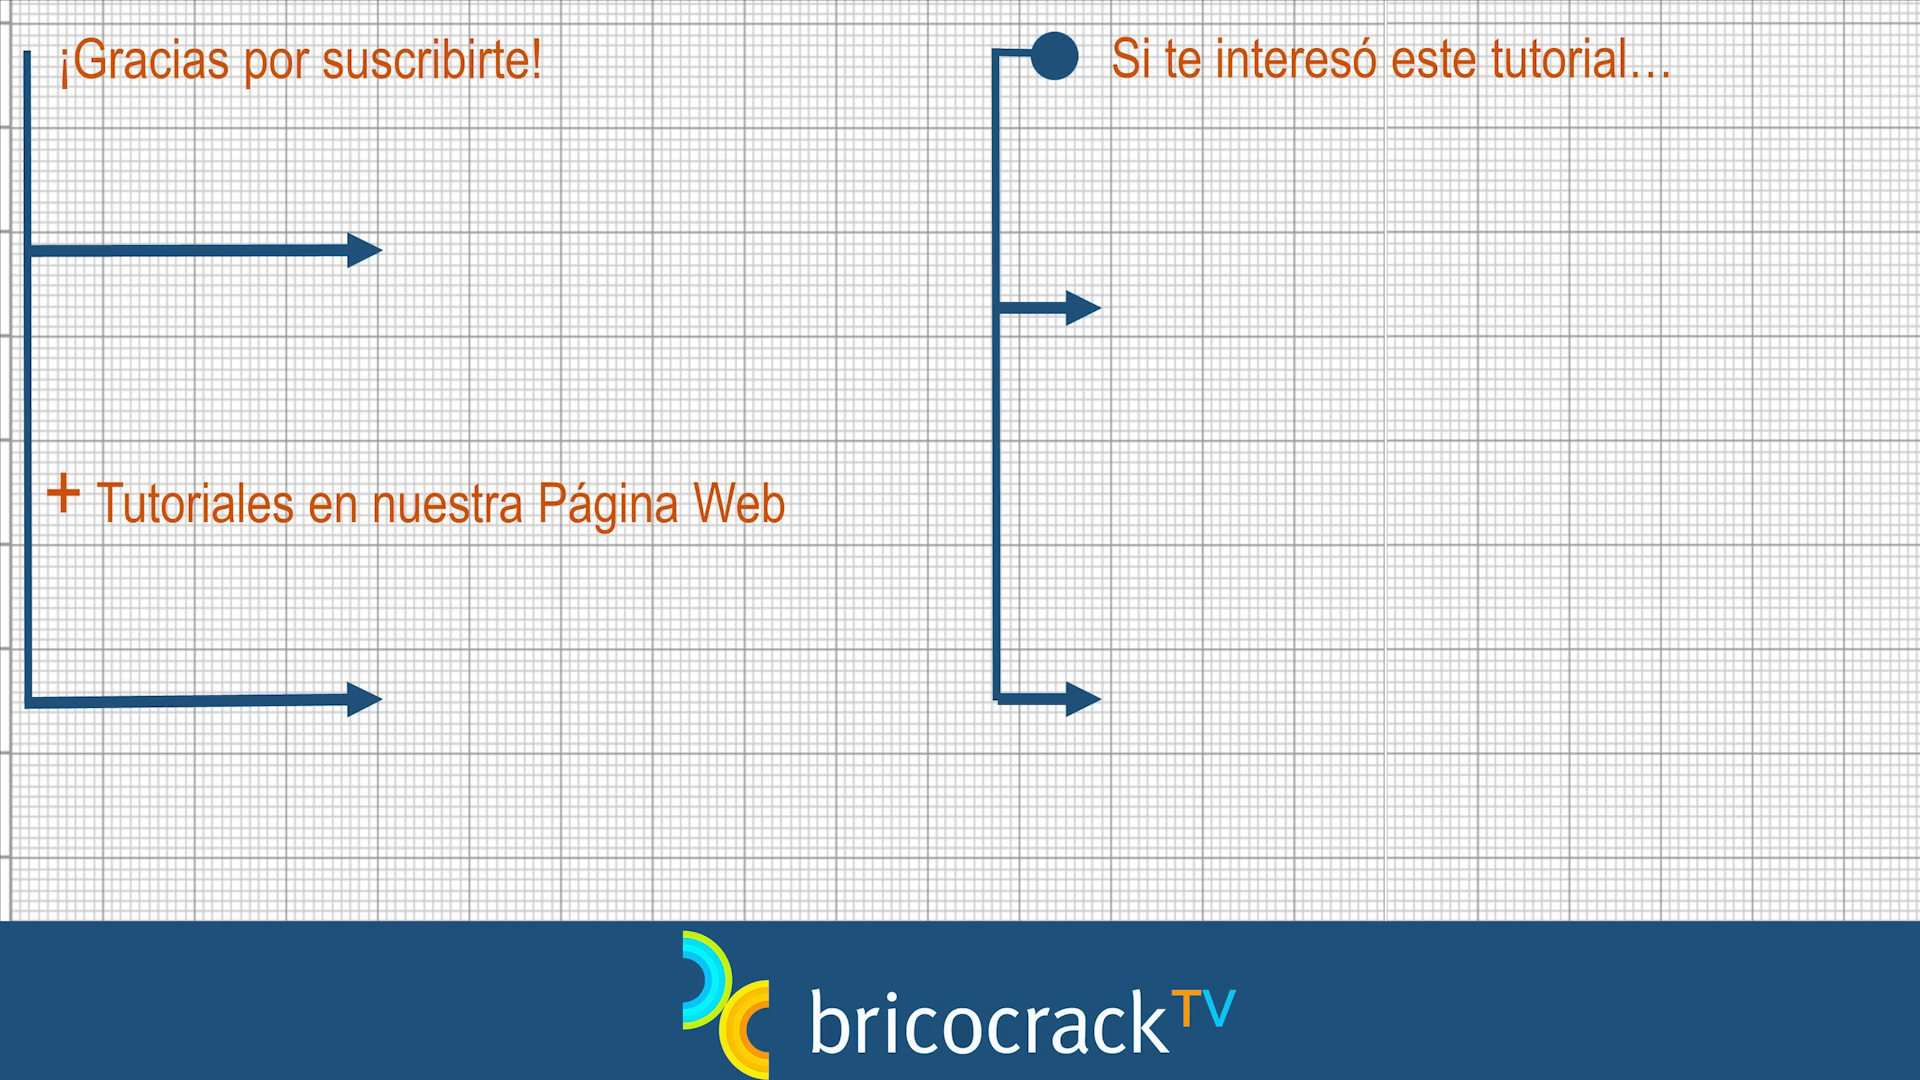 ¡Gracias por suscribirte!
+ Tutoriales en nuestra Página Web
Si te interesó este tutorial...
bricocrackTV